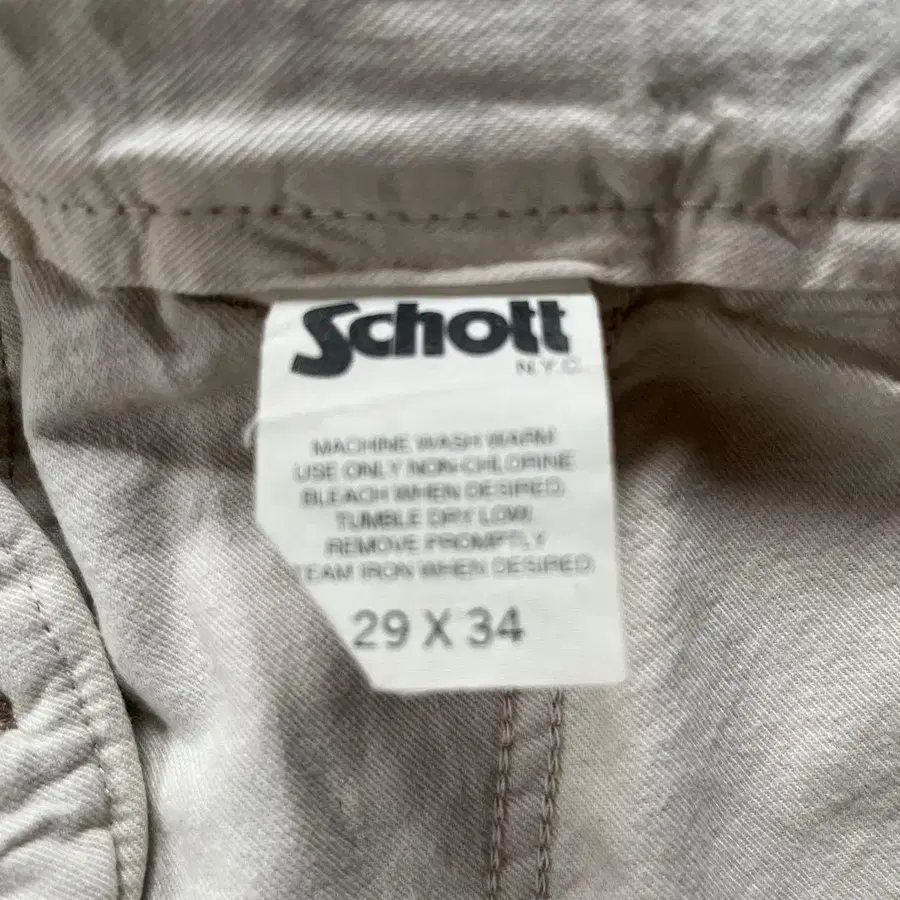 Schott
N.Y.C.
MACHINE WASH WARM
USE ONLY NON-CHLORINE
BLEACH WHEN DESIRED.
TUMBLE DRY LOW,
REMOVE PROMPTLY
TEAM IRON WHEN DESIRED.
29 X 34